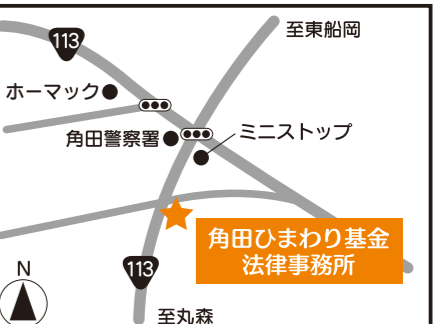 113
至東船岡
ホーマック
角田警察署
ミニストップ
角田ひまわり基金
法律事務所
N
113
至丸森